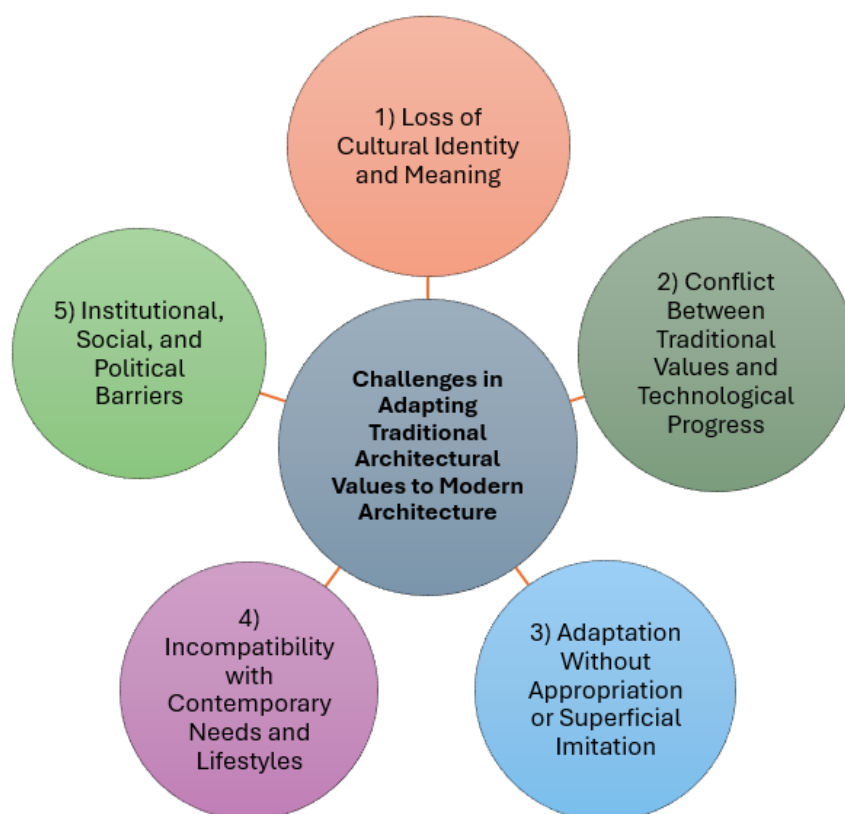 1) Loss of
Cultural Identity
and Meaning
2) Conflict
Between
Traditional
Values and
Technological
Progress
3) Adaptation
Without
Appropriation
or Superficial
Imitation
4)
Incompatibility
with
Contemporary
Needs and
Lifestyles
5) Institutional,
Social, and
Political
Barriers
Challenges in
Adapting
Traditional
Architectural
Values to Modern
Architecture